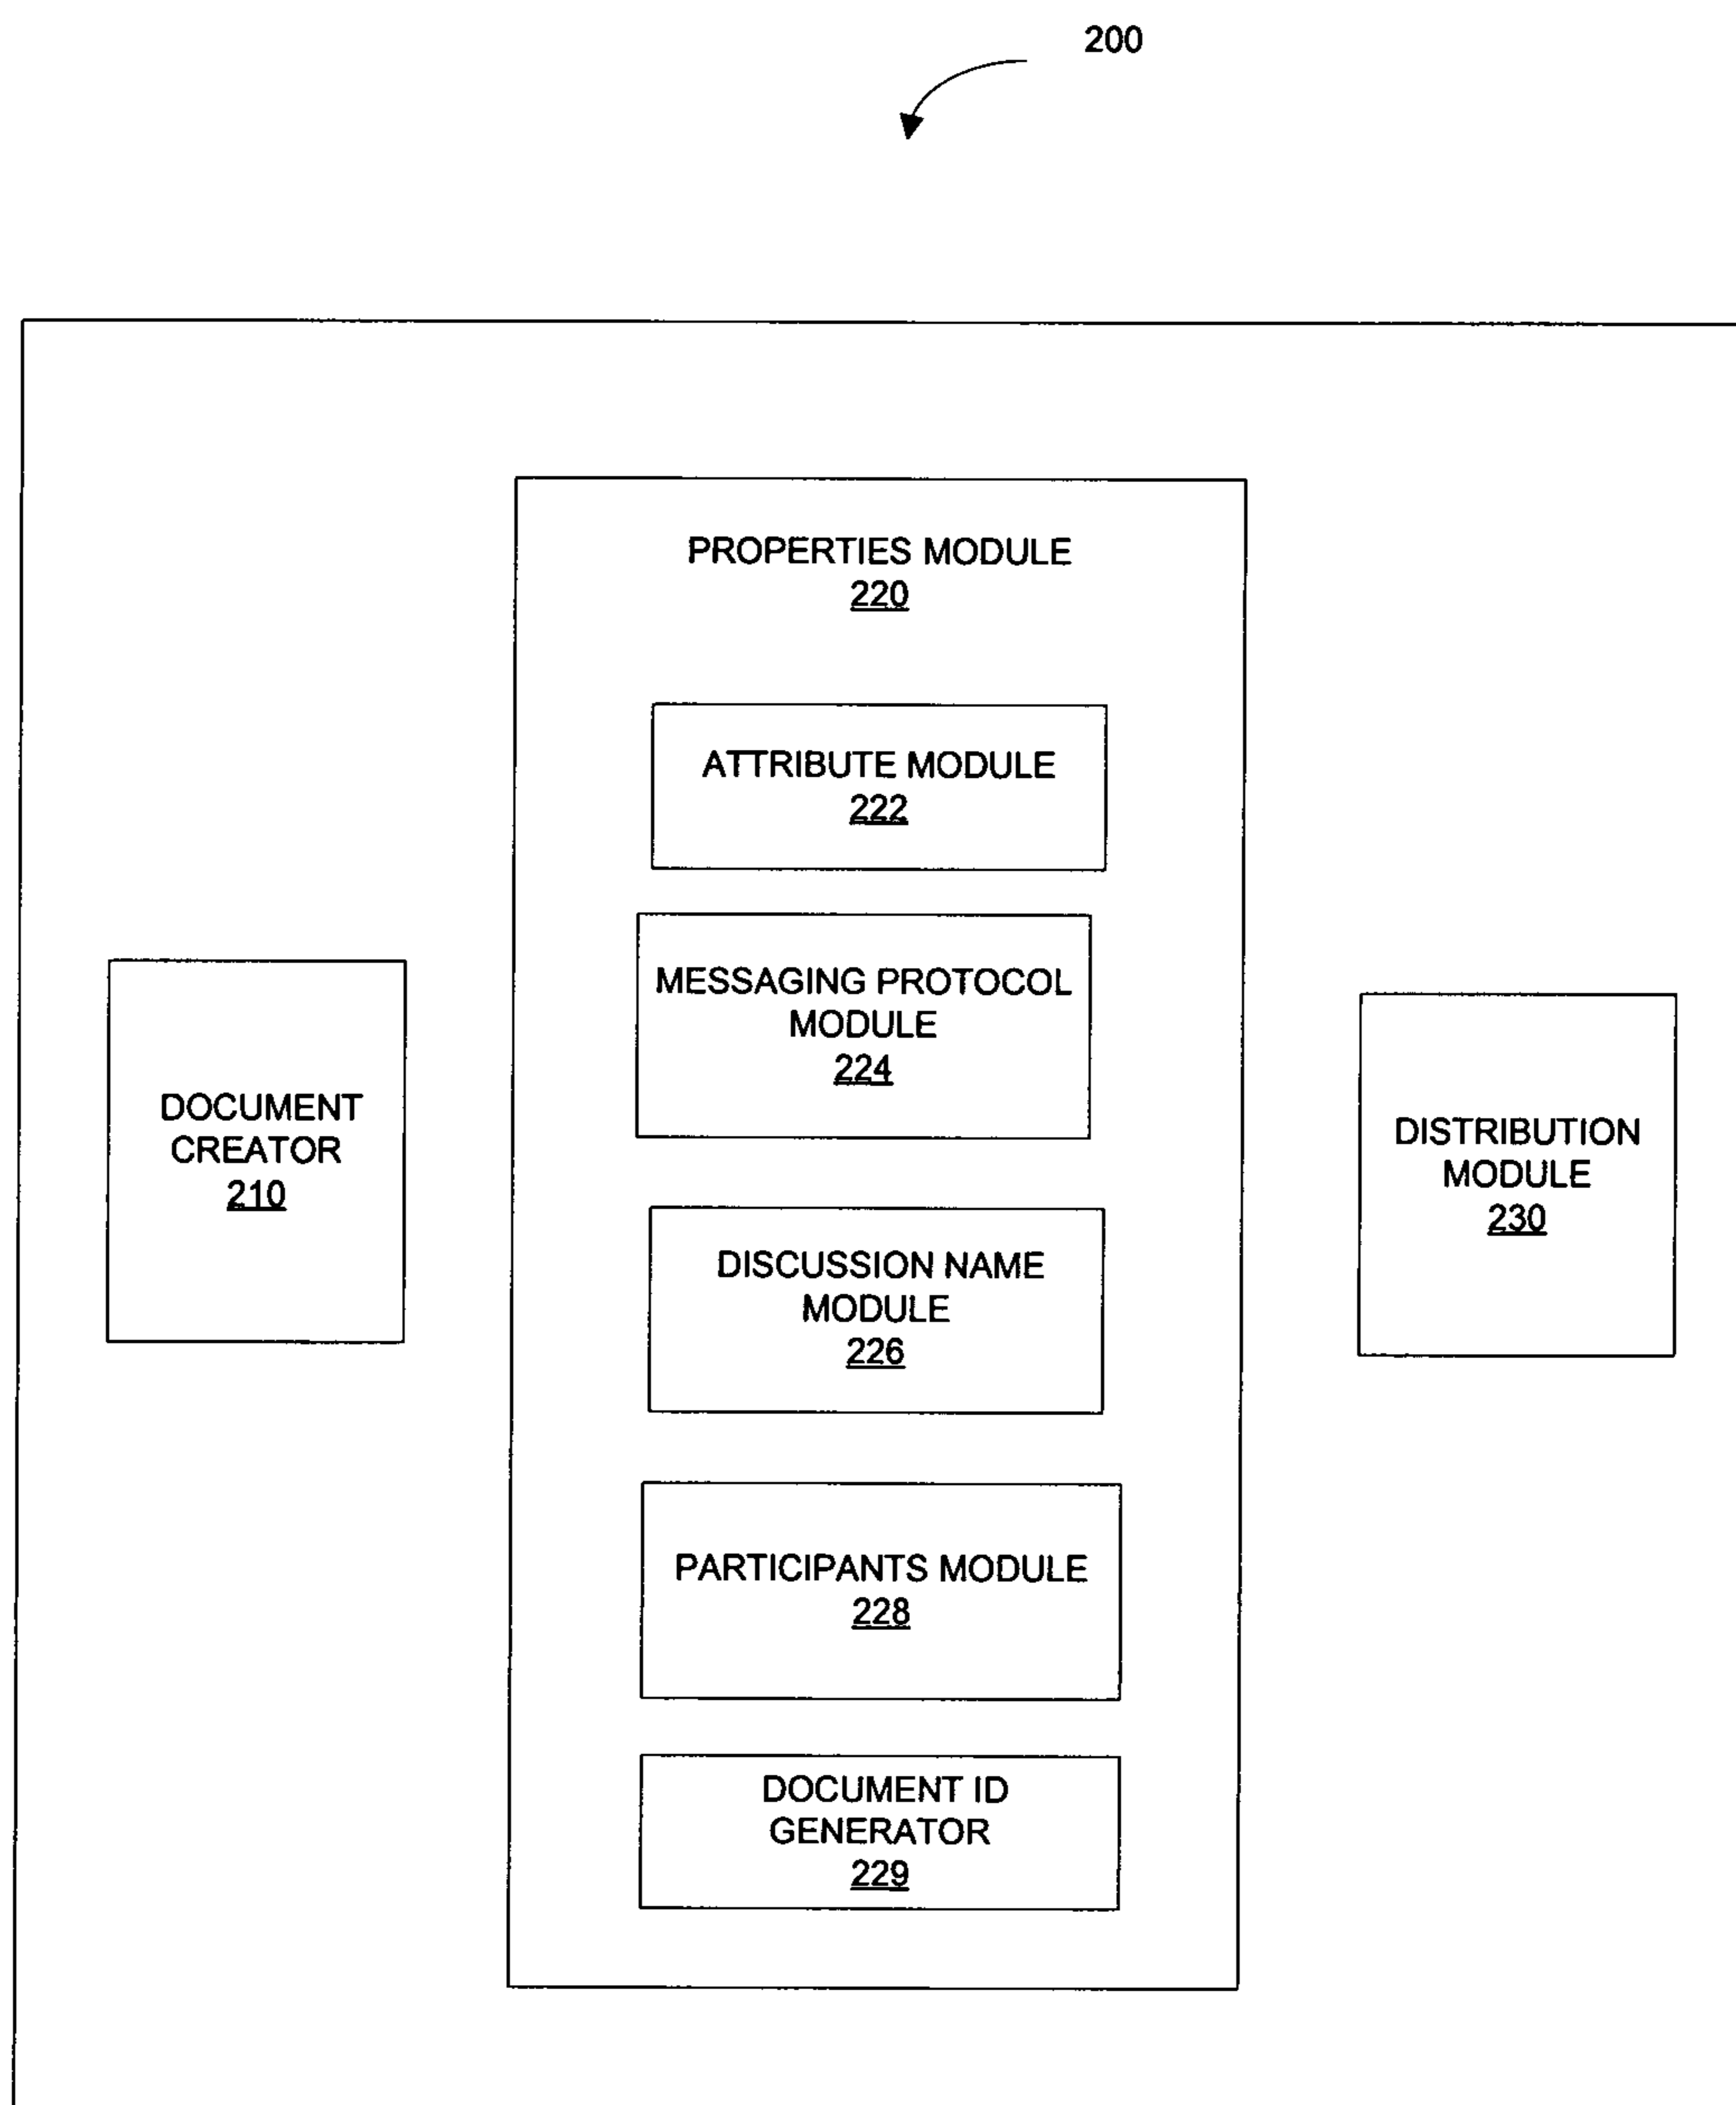 200
PROPERTIES MODULE
220
ATTRIBUTE MODULE
222
MESSAGING PROTOCOL
MODULE
224
DISCUSSION NAME
MODULE
226
PARTICIPANTS MODULE
228
DOCUMENT ID
GENERATOR
229
DOCUMENT
CREATOR
210
DISTRIBUTION
MODULE
230